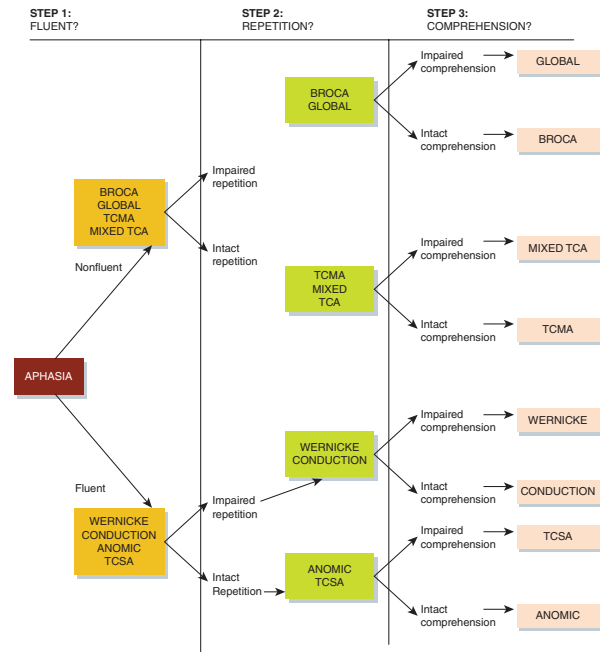 STEP 1:
FLUENT?
STEP 2:
REPETITION?
STEP 3:
COMPREHENSION?
APHASIA
Nonfluent
Fluent
BROCA
GLOBAL
TCMA
MIXED TCA
WERNICKE
CONDUCTION
ANOMIC
TCSA
Impaired
repetition
Intact
repetition
Impaired
repetition
Intact
Repetition
BROCA
GLOBAL
TCMA
MIXED
TCA
WERNICKE
CONDUCTION
ANOMIC
TCSA
Impaired
comprehension
GLOBAL
Intact
comprehension
BROCA
Impaired
comprehension
MIXED TCA
Intact
comprehension
TCMA
Impaired
comprehension
WERNICKE
Intact
comprehension
CONDUCTION
Impaired
comprehension
TCSA
Intact
comprehension
ANOMIC